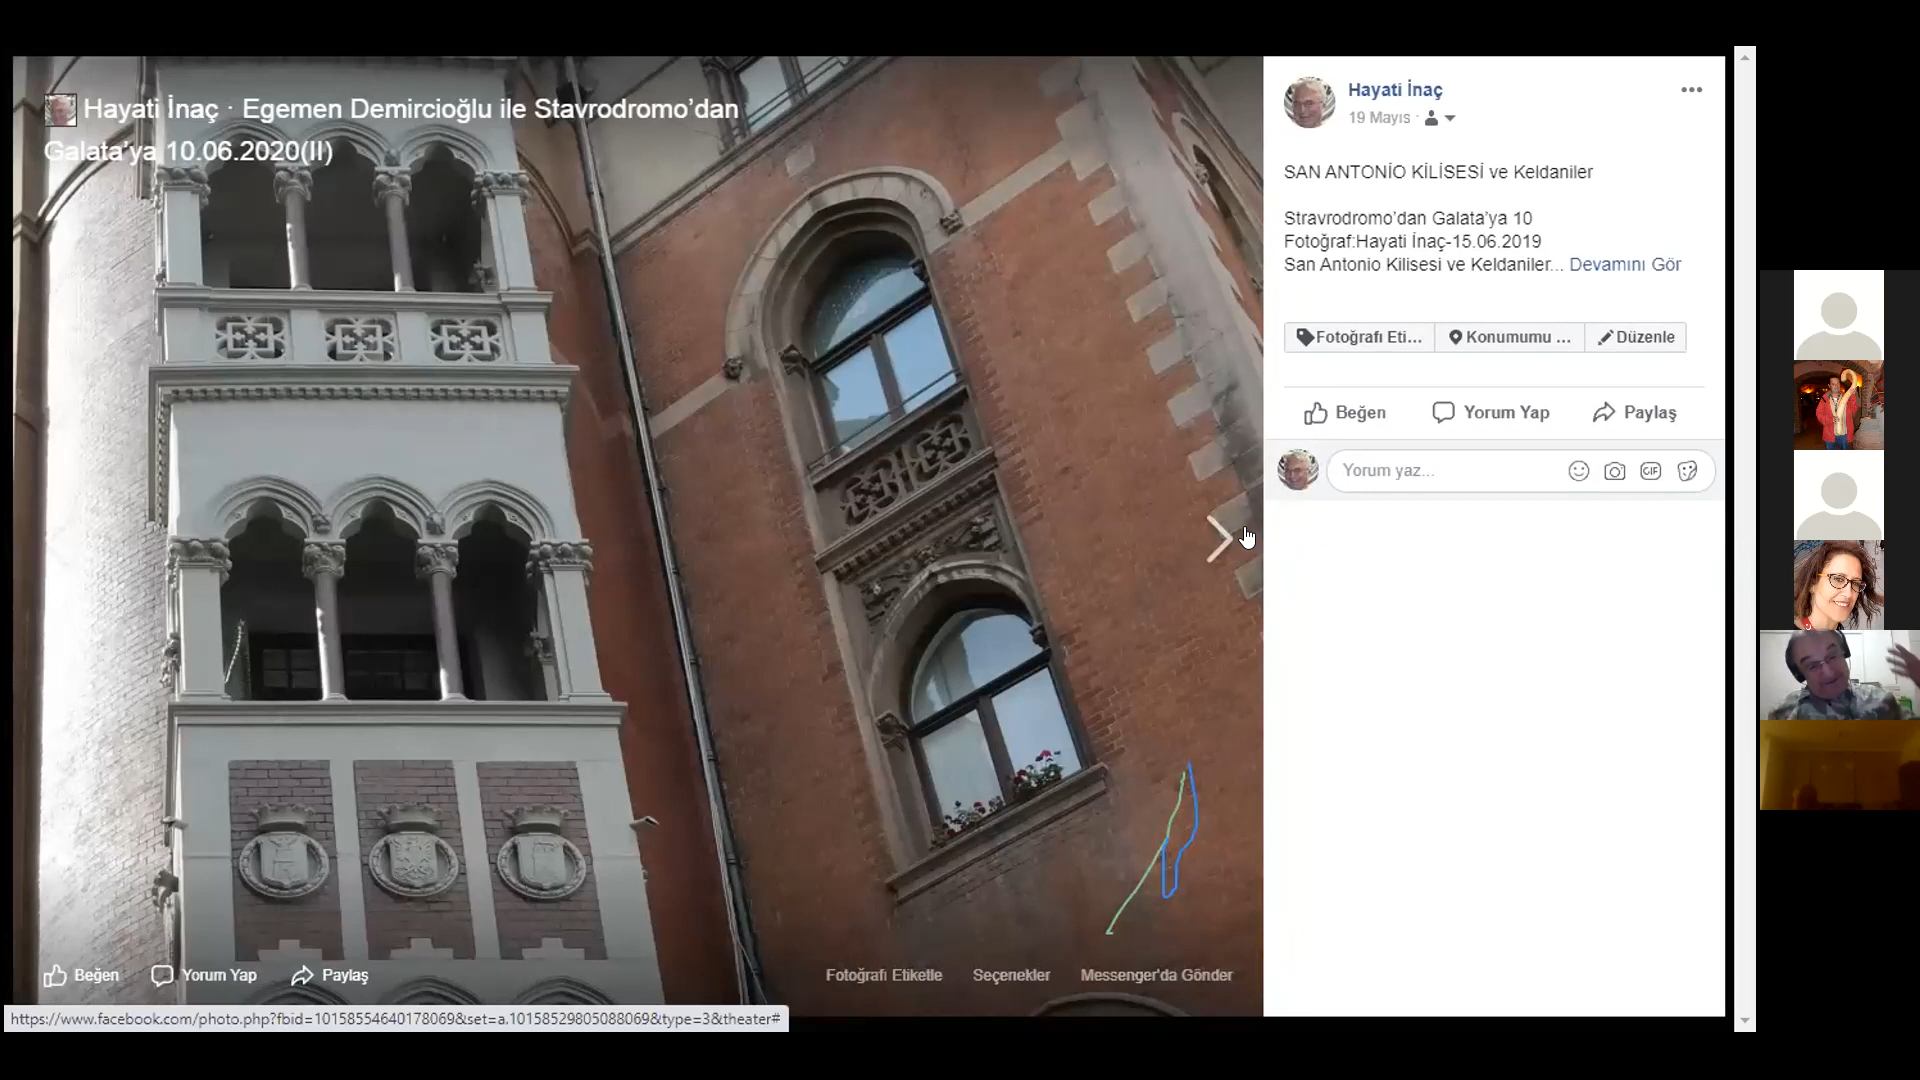 Hayati İnaç · Egemen Demircioğlu ile Stavrodromo’dan
Galata’ya 10.06.2020(II)
Beğen
Yorum Yap
Paylaş
Fotoğrafı Etiketle
Seçenekler
Messenger'da Gönder
https://www.facebook.com/photo.php?fbid=10158554640178069&set=a.10158529805088069&type=3&theater#
Hayati İnaç
19 Mayıs ·
SAN ANTONİO KİLİSESİ ve Keldaniler
Stravrodromo’dan Galata’ya 10
Fotoğraf:Hayati İnaç-15.06.2019
San Antonio Kilisesi ve Keldaniler... Devamını Gör
Fotoğrafı Eti...
Konumumu ...
Düzenle
Beğen
Yorum Yap
Paylaş
Yorum yaz...
GIF